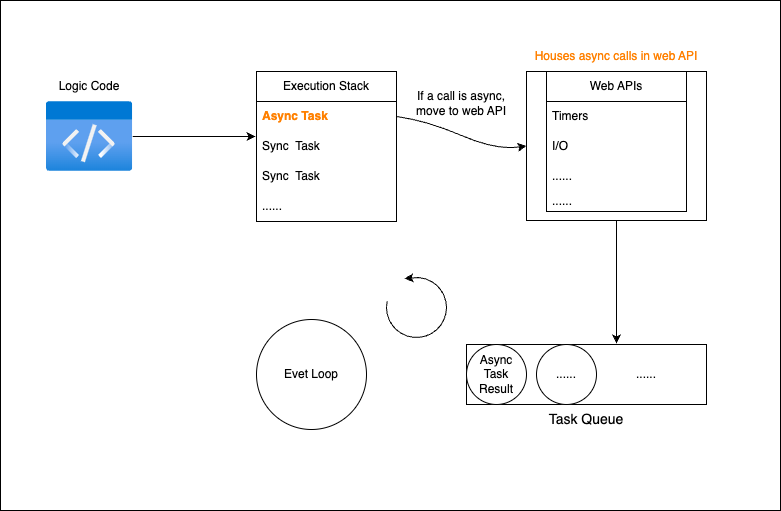 Houses async calls in web API
Logic Code
Execution Stack
Web APIs
If a call is async,
move to web API
Async Task
Sync Task
Sync Task
......
Timers
I/O
......
......
</>
Evet Loop
Async
Task
Result
......
......
Task Queue